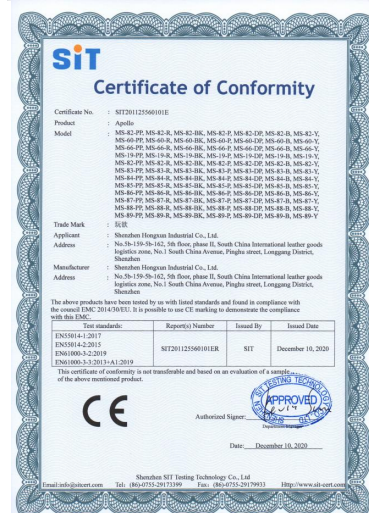 SiT
Certificate of Conformity
Certificate No. : SIT201125560101E
Product : Apollo
Model : MS-82-PP, MS-82-R, MS-82-BK, MS-82-P, MS-82-DP, MS-82-B, MS-82-Y,
MS-60-PP, MS-60-R, MS-60-BK, MS-60-P, MS-60-DP, MS-60-B, MS-60-Y,
MS-66-PP, MS-66-R, MS-66-BK, MS-66-P, MS-66-DP, MS-66-B, MS-66-Y,
MS-19-PP, MS-19-R, MS-19-BK, MS-19-P, MS-19-DP, MS-19-B, MS-19-Y,
MS-83-PP, MS-83-R, MS-83-BK, MS-83-P, MS-83-DP, MS-83-B, MS-83-Y,
MS-84-PP, MS-84-R, MS-84-BK, MS-84-P, MS-84-DP, MS-84-B, MS-84-Y,
MS-85-PP, MS-85-R, MS-85-BK, MS-85-P, MS-85-DP, MS-85-B, MS-85-Y,
MS-86-PP, MS-86-R, MS-86-BK, MS-86-P, MS-86-DP, MS-86-B, MS-86-Y,
MS-87-PP, MS-87-R, MS-87-BK, MS-87-P, MS-87-DP, MS-87-B, MS-87-Y,
MS-88-PP, MS-88-R, MS-88-BK, MS-88-P, MS-88-DP, MS-88-B, MS-88-Y,
MS-89-PP, MS-89-R, MS-89-BK, MS-89-P, MS-89-DP, MS-89-B, MS-89-Y
Trade Mark :
Applicant : Shenzhen Hongxun Industrial Co., Ltd.
Address : No.5b-159-5b-162, 5th floor, phase II, South China International leather goods
logistics zone, No.1 South China Avenue, Pinghu street, Longgang District,
Shenzhen
Manufacturer : Shenzhen Hongxun Industrial Co., Ltd.
Address : No.5b-159-5b-162, 5th floor, phase II, South China International leather goods
logistics zone, No.1 South China Avenue, Pinghu street, Longgang District,
Shenzhen
The above products have been tested by us with listed standards and found in compliance with
the council EMC 2014/30/EU. It is possible to use CE marking to demonstrate the compliance
with this EMC.
Test standards: Report(s) Number Issued By Issued Date
EN55014-1:2017
EN55014-2:2015
EN61000-3-2:2019
EN61000-3-3:2013+A1:2019
SIT201125560101ER SIT December 10, 2020
This certificate of conformity is not transferable and based on an evaluation of a sample
of the above mentioned product.
CE
SIT TESTING TECHNOLOGY
APPROVED
Authorized Signer:
Date: December 10, 2020
Shenzhen SIT Testing Technology Co., Ltd
Email:info@sitcert.com Tel: (86)-0755-29173399 Fax: (86)-0755-29179933 Http://www.sit-cert.com